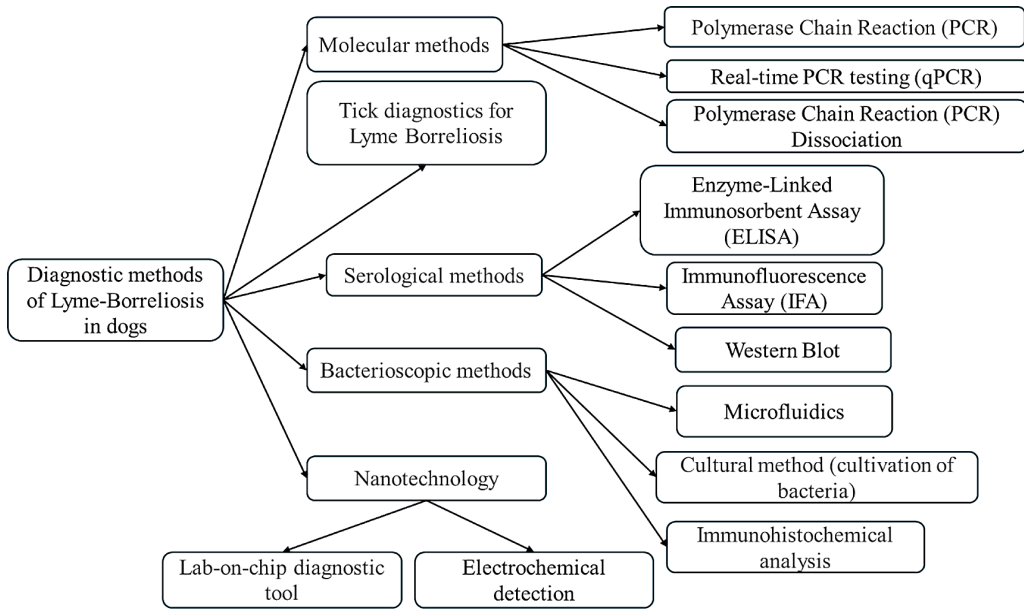 Molecular methods
Polymerase Chain Reaction (PCR)
Real-time PCR testing (qPCR)
Polymerase Chain Reaction (PCR)
Dissociation
Tick diagnostics for
Lyme Borreliosis
Diagnostic methods
of Lyme-Borreliosis
in dogs
Serological methods
Enzyme-Linked
Immunosorbent Assay
(ELISA)
Immunofluorescence
Assay (IFA)
Western Blot
Bacterioscopic methods
Microfluidics
Cultural method (cultivation of
bacteria)
Immunohistochemical
analysis
Nanotechnology
Lab-on-chip diagnostic
tool
Electrochemical
detection